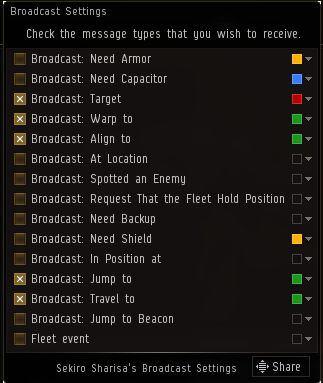 Broadcast Settings
Check the message types that you wish to receive.
Broadcast: Need Armor
Broadcast: Need Capacitor
Broadcast: Target
Broadcast: Warp to
Broadcast: Align to
Broadcast: At Location
Broadcast: Spotted an Enemy
Broadcast: Request That the Fleet Hold Position
Broadcast: Need Backup
Broadcast: Need Shield
Broadcast: In Position at
Broadcast: Jump to
Broadcast: Travel to
Broadcast: Jump to Beacon
Fleet event
Sekiro Sharisa's Broadcast Settings Share